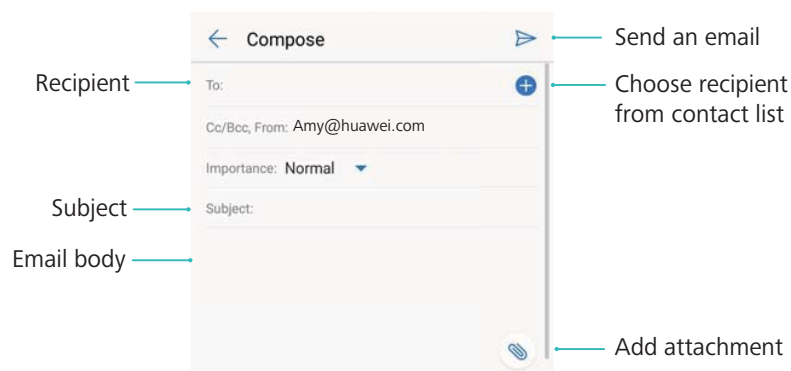 Compose
Send an email
Recipient
To:
Choose recipient
from contact list
Cc/Bcc, From: Amy@huawei.com
Importance: Normal
Subject
Subject:
Email body
Add attachment